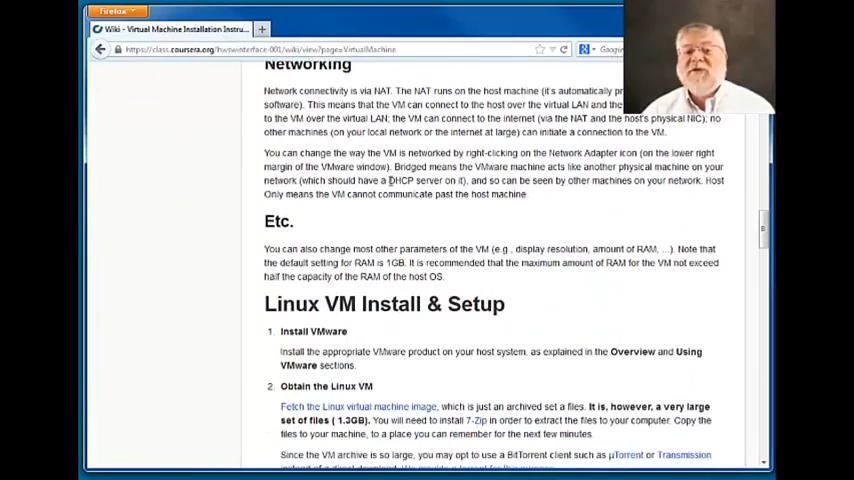 Firefox
Wiki - Virtual Machine Installation Instru...
https://class.coursera.org/hwswinterface-001/wiki/view?page=VirtualMachine
Google
Networking
Network connectivity is via NAT. The NAT runs on the host machine (it's automatically
software). This means that the VM can connect to the host over the virtual LAN and the
to the VM over the virtual LAN; the VM can connect to the internet (via the NAT and the host's physical NIC); no
other machines (on your local network or the internet at large) can initiate a connection to the VM.
You can change the way the VM is networked by right-clicking on the Network Adapter icon (on the lower right
margin of the VMware window). Bridged means the VMware machine acts like another physical machine on your
network (which should have a DHCP server on it), and so can be seen by other machines on your network. Host
Only means the VM cannot communicate past the host machine.
Etc.
You can also change most other parameters of the VM (e.g., display resolution, amount of RAM, ...). Note that
the default setting for RAM is 1GB. It is recommended that the maximum amount of RAM for the VM not exceed
half the capacity of the RAM of the host OS.
Linux VM Install & Setup
1. Install VMware
Install the appropriate VMware product on your host system, as explained in the Overview and Using
VMware sections.
2. Obtain the Linux VM
Fetch the Linux virtual machine image, which is just an archived set a files. It is, however, a very large
set of files ( 1.3GB). You will need to install 7-Zip in order to extract the files to your computer. Copy the
files to your machine, to a place you can remember for the next few minutes.
Since the VM archive is so large, you may opt to use a BitTorrent client such as µTorrent or Transmission
instead of a direct download. We provide a torrent for this purpose.